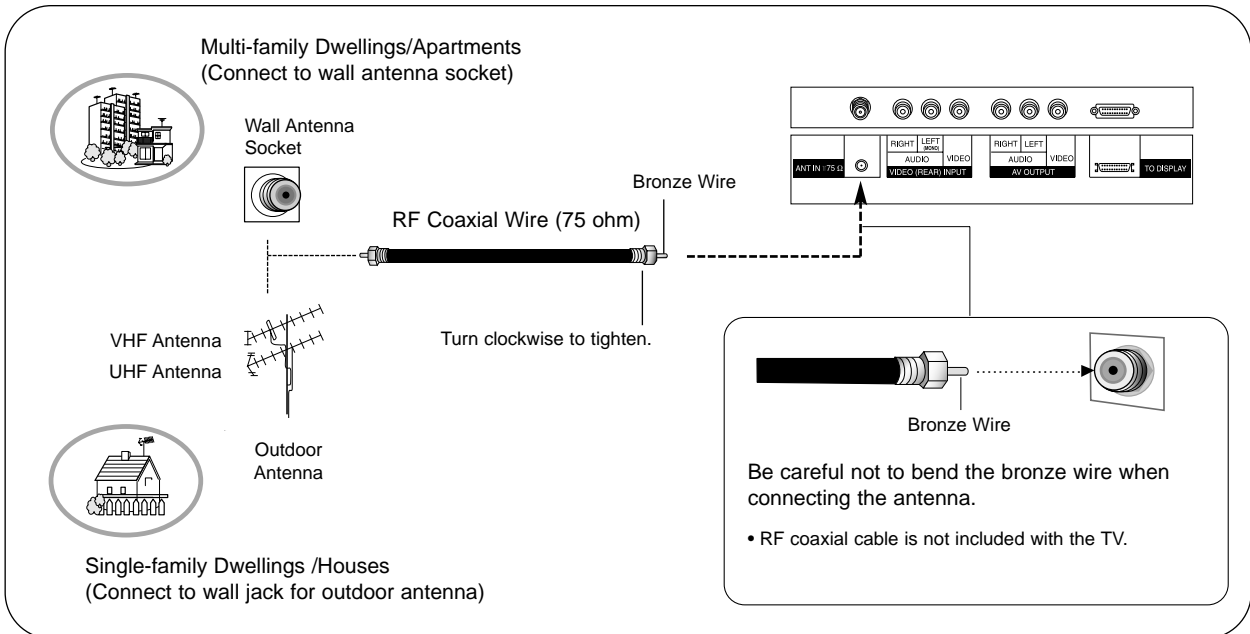 Multi-family Dwellings/Apartments
(Connect to wall antenna socket)
Wall Antenna
Socket
Bronze Wire
RF Coaxial Wire (75 ohm)
RIGHT LEFT
(MONO)
AUDIO VIDEO
VIDEO (REAR) INPUT
RIGHT LEFT
AUDIO VIDEO
AV OUTPUT
ANT IN : 75 Ω
TO DISPLAY
VHF Antenna
UHF Antenna
Turn clockwise to tighten.
Outdoor
Antenna
Bronze Wire
Be careful not to bend the bronze wire when
connecting the antenna.
• RF coaxial cable is not included with the TV.
Single-family Dwellings /Houses
(Connect to wall jack for outdoor antenna)